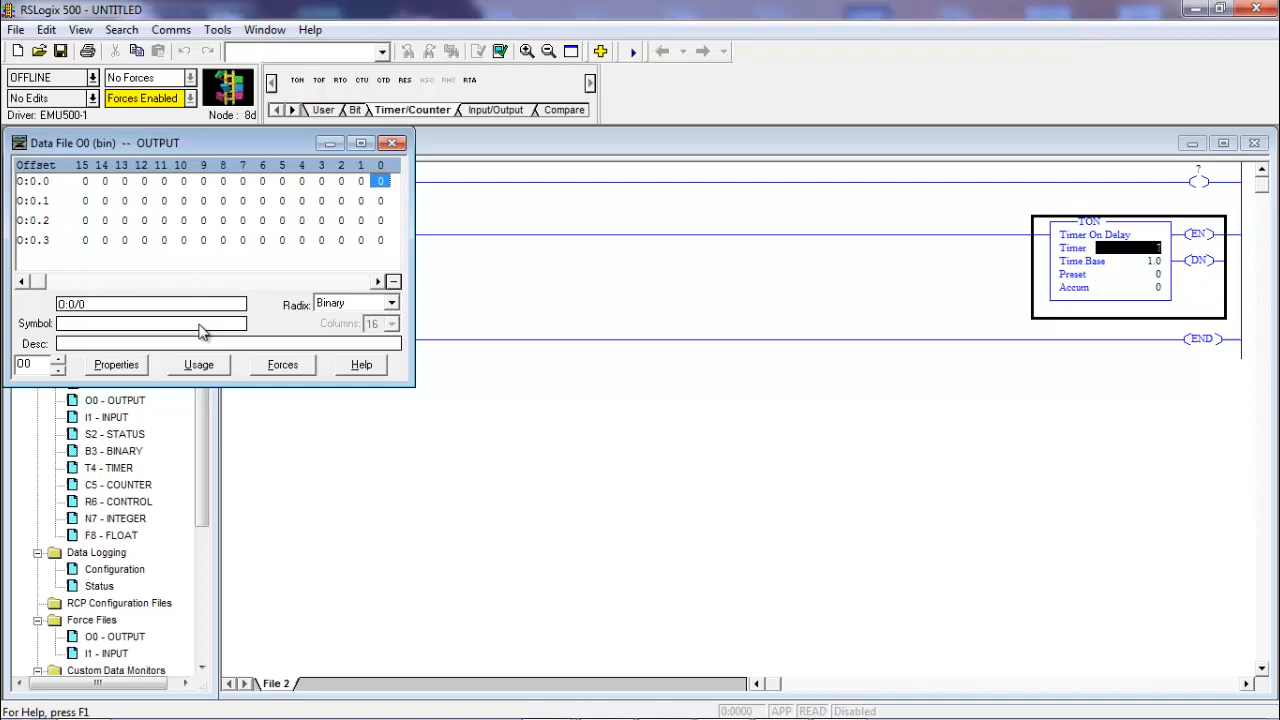 RSLogix 500 - UNTITLED
File Edit View Search Comms Tools Window Help
OFFLINE No Forces
No Edits Forces Enabled
Driver: EMU500-1 Node : 8d
TON TOF RTO CTU CTD RES HSC RHC RTA
User Bit Timer/Counter Input/Output Compare
Data File O0 (bin) -- OUTPUT
Offset 15 14 13 12 11 10 9 8 7 6 5 4 3 2 1 0
O:0.0 0 0 0 0 0 0 0 0 0 0 0 0 0 0 0 0
O:0.1 0 0 0 0 0 0 0 0 0 0 0 0 0 0 0 0
O:0.2 0 0 0 0 0 0 0 0 0 0 0 0 0 0 0 0
O:0.3 0 0 0 0 0 0 0 0 0 0 0 0 0 0 0 0
O:0/0 Radix: Binary
Symbol: Columns: 16
Desc:
O0 Properties Usage Forces Help
?
TON
Timer On Delay EN
Timer ?
Time Base 1.0 DN
Preset 0
Accum 0
END
O0 - OUTPUT
I1 - INPUT
S2 - STATUS
B3 - BINARY
T4 - TIMER
C5 - COUNTER
R6 - CONTROL
N7 - INTEGER
F8 - FLOAT
Data Logging
Configuration
Status
RCP Configuration Files
Force Files
O0 - OUTPUT
I1 - INPUT
Custom Data Monitors
File 2
For Help, press F1 0:0000 APP READ Disabled